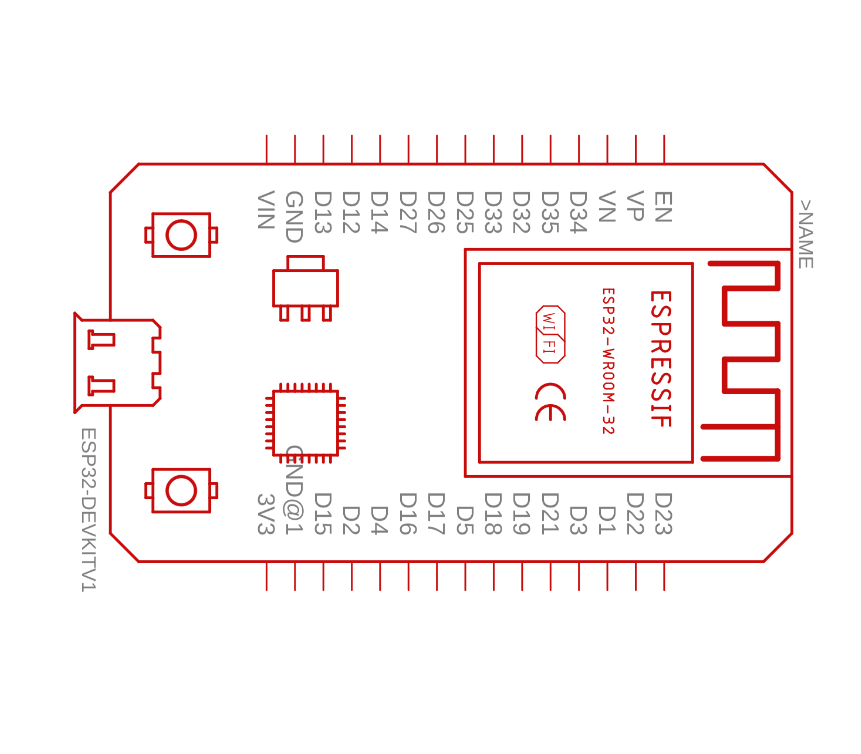 VIN
GND
D13
D12
D14
D27
D26
D25
D33
D32
D35
D34
VN
VP
EN
>NAME
ESPRESSIF
ESP32-WROOM-32
WI
FI
CE
3V3
GND@1
D15
D2
D4
D16
D17
D5
D18
D19
D21
D3
D1
D22
D23
ESP32-DEVKITV1